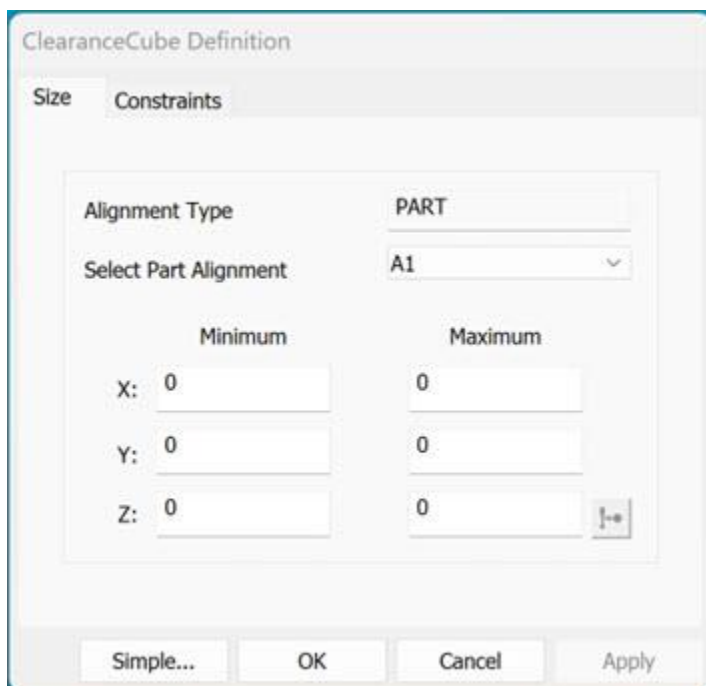 ClearanceCube Definition
Size Constraints
Alignment Type PART
Select Part Alignment A1
Minimum Maximum
X: 0 0
Y: 0 0
Z: 0 0
Simple... OK Cancel Apply